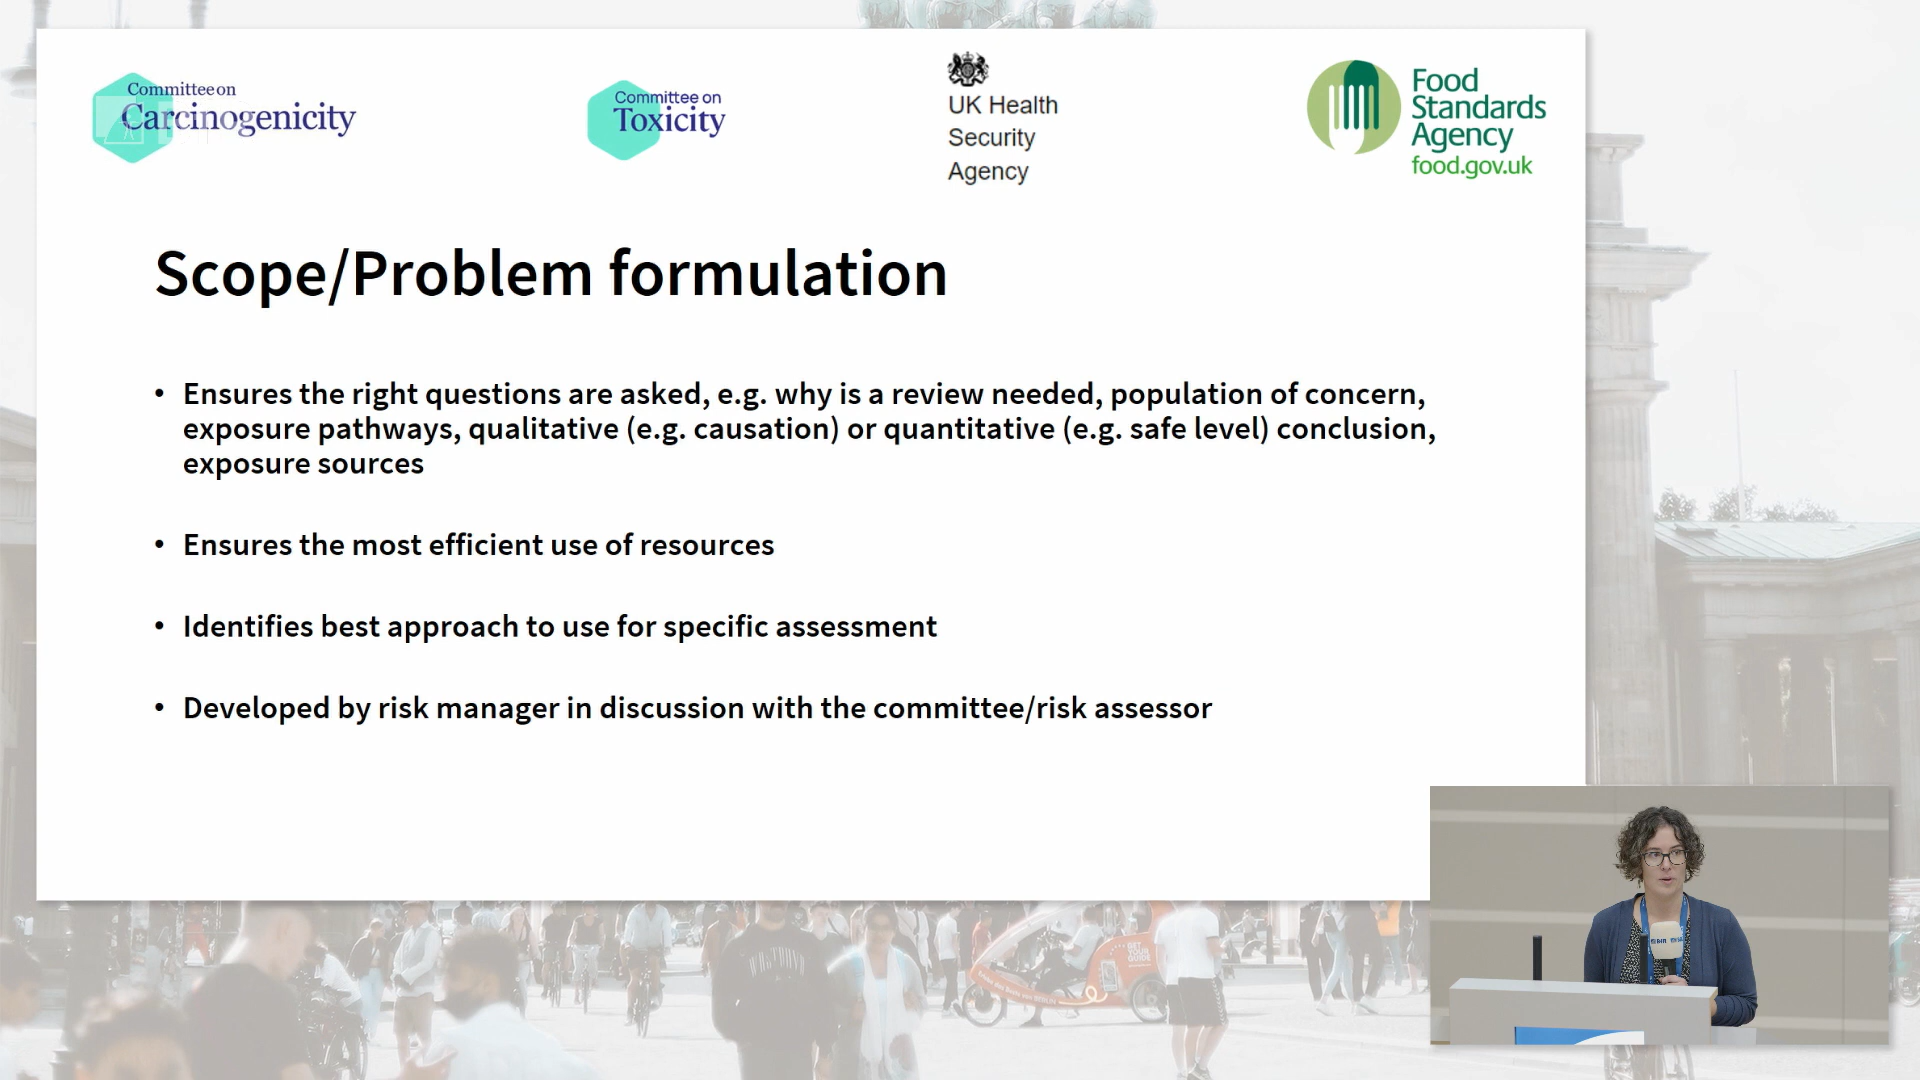 Committee on
Carcinogenicity
Committee on
Toxicity
UK Health
Security
Agency
Food
Standards
Agency
food.gov.uk
Scope/Problem formulation
• Ensures the right questions are asked, e.g. why is a review needed, population of concern,
exposure pathways, qualitative (e.g. causation) or quantitative (e.g. safe level) conclusion,
exposure sources
• Ensures the most efficient use of resources
• Identifies best approach to use for specific assessment
• Developed by risk manager in discussion with the committee/risk assessor
GET
YOUR
GUIDE